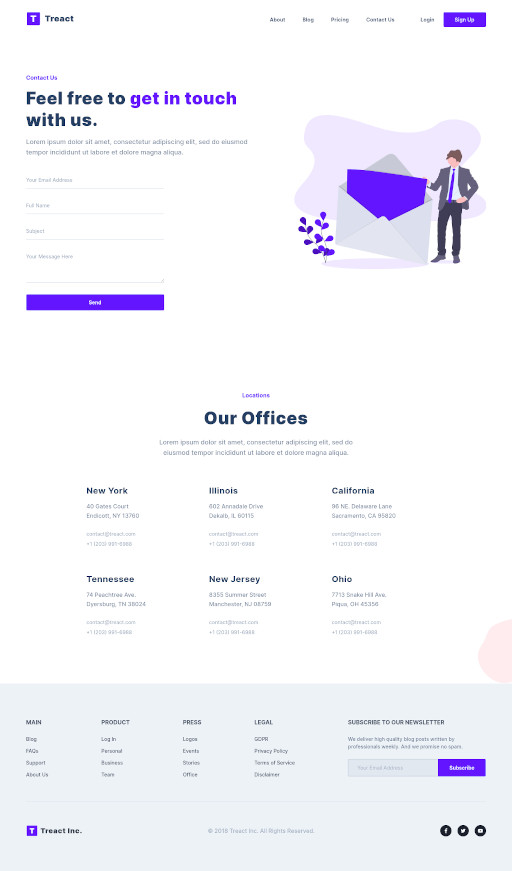 Treact
About Blog Pricing Contact Us Login Sign Up
Contact Us
Feel free to get in touch
with us.
Lorem ipsum dolor sit amet, consectetur adipiscing elit, sed do eiusmod
tempor incididunt ut labore et dolore magna aliqua.
Your Email Address
Full Name
Subject
Your Message Here
Send
Locations
Our Offices
Lorem ipsum dolor sit amet, consectetur adipiscing elit, sed do
eiusmod tempor incididunt ut labore et dolore magna aliqua.
New York
40 Gates Court
Endicott, NY 13760
contact@treact.com
+1 (203) 991-6988
Illinois
602 Annadale Drive
Dekalb, IL 60115
contact@treact.com
+1 (203) 991-6988
California
96 NE. Delaware Lane
Sacramento, CA 95820
contact@treact.com
+1 (203) 991-6988
Tennessee
74 Peachtree Ave.
Dyersburg, TN 38024
contact@treact.com
+1 (203) 991-6988
New Jersey
8355 Summer Street
Manchester, NJ 08759
contact@treact.com
+1 (203) 991-6988
Ohio
7713 Snake Hill Ave.
Piqua, OH 45356
contact@treact.com
+1 (203) 991-6988
MAIN
Blog
FAQs
Support
About Us
PRODUCT
Log In
Personal
Business
Team
PRESS
Logos
Events
Stories
Office
LEGAL
GDPR
Privacy Policy
Terms of Service
Disclaimer
SUBSCRIBE TO OUR NEWSLETTER
We deliver high quality blog posts written by
professionals weekly. And we promise no spam.
Your Email Address
Subscribe
Treact Inc.
© 2018 Treact Inc. All Rights Reserved.